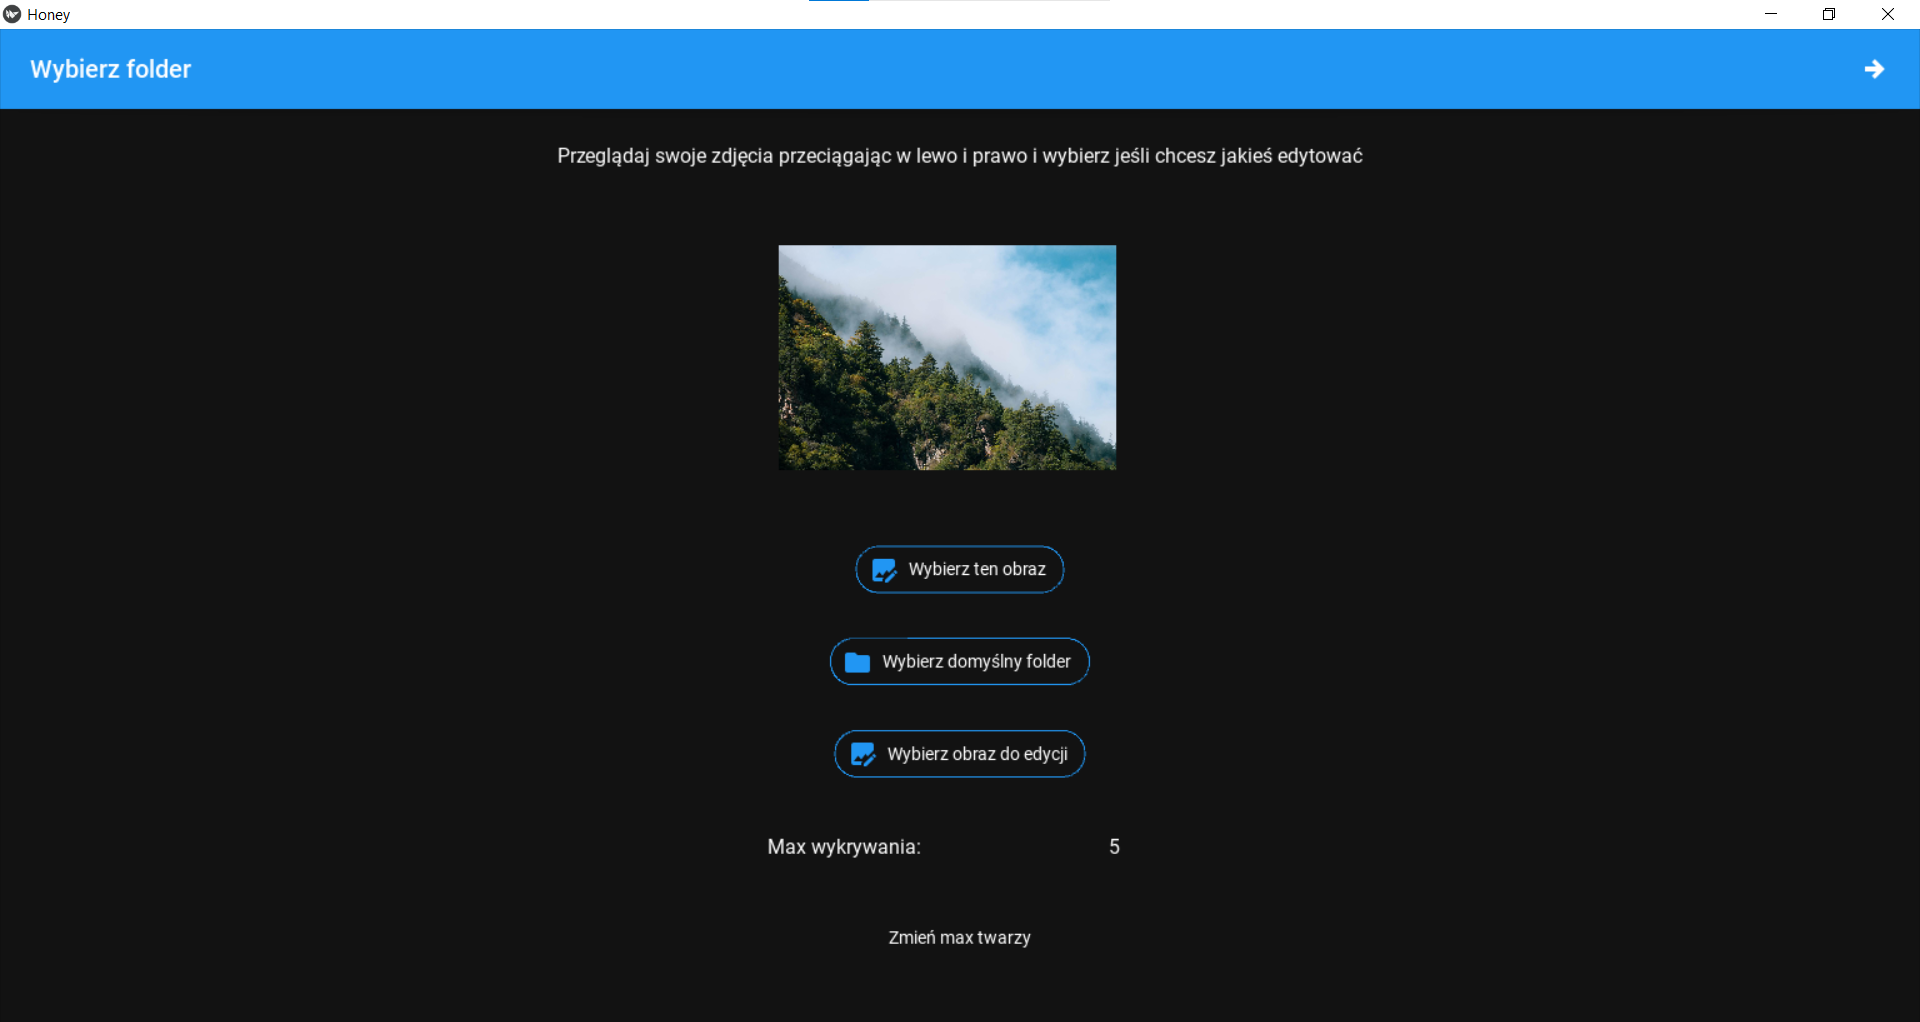 Honey
Wybierz folder
Przeglądaj swoje zdjęcia przeciągając w lewo i prawo i wybierz jeśli chcesz jakieś edytować
Wybierz ten obraz
Wybierz domyślny folder
Wybierz obraz do edycji
Max wykrywania: 5
Zmień max twarzy